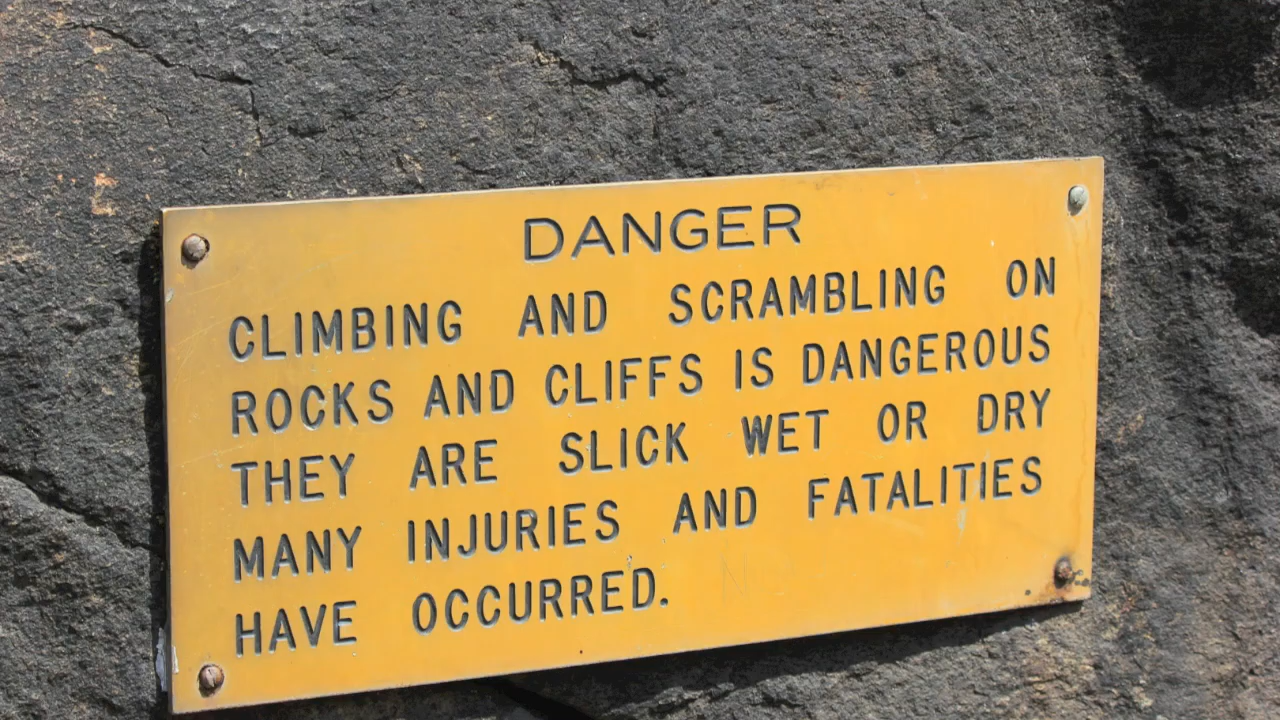 DANGER
CLIMBING AND SCRAMBLING ON
ROCKS AND CLIFFS IS DANGEROUS
THEY ARE SLICK WET OR DRY
MANY INJURIES AND FATALITIES
HAVE OCCURRED.